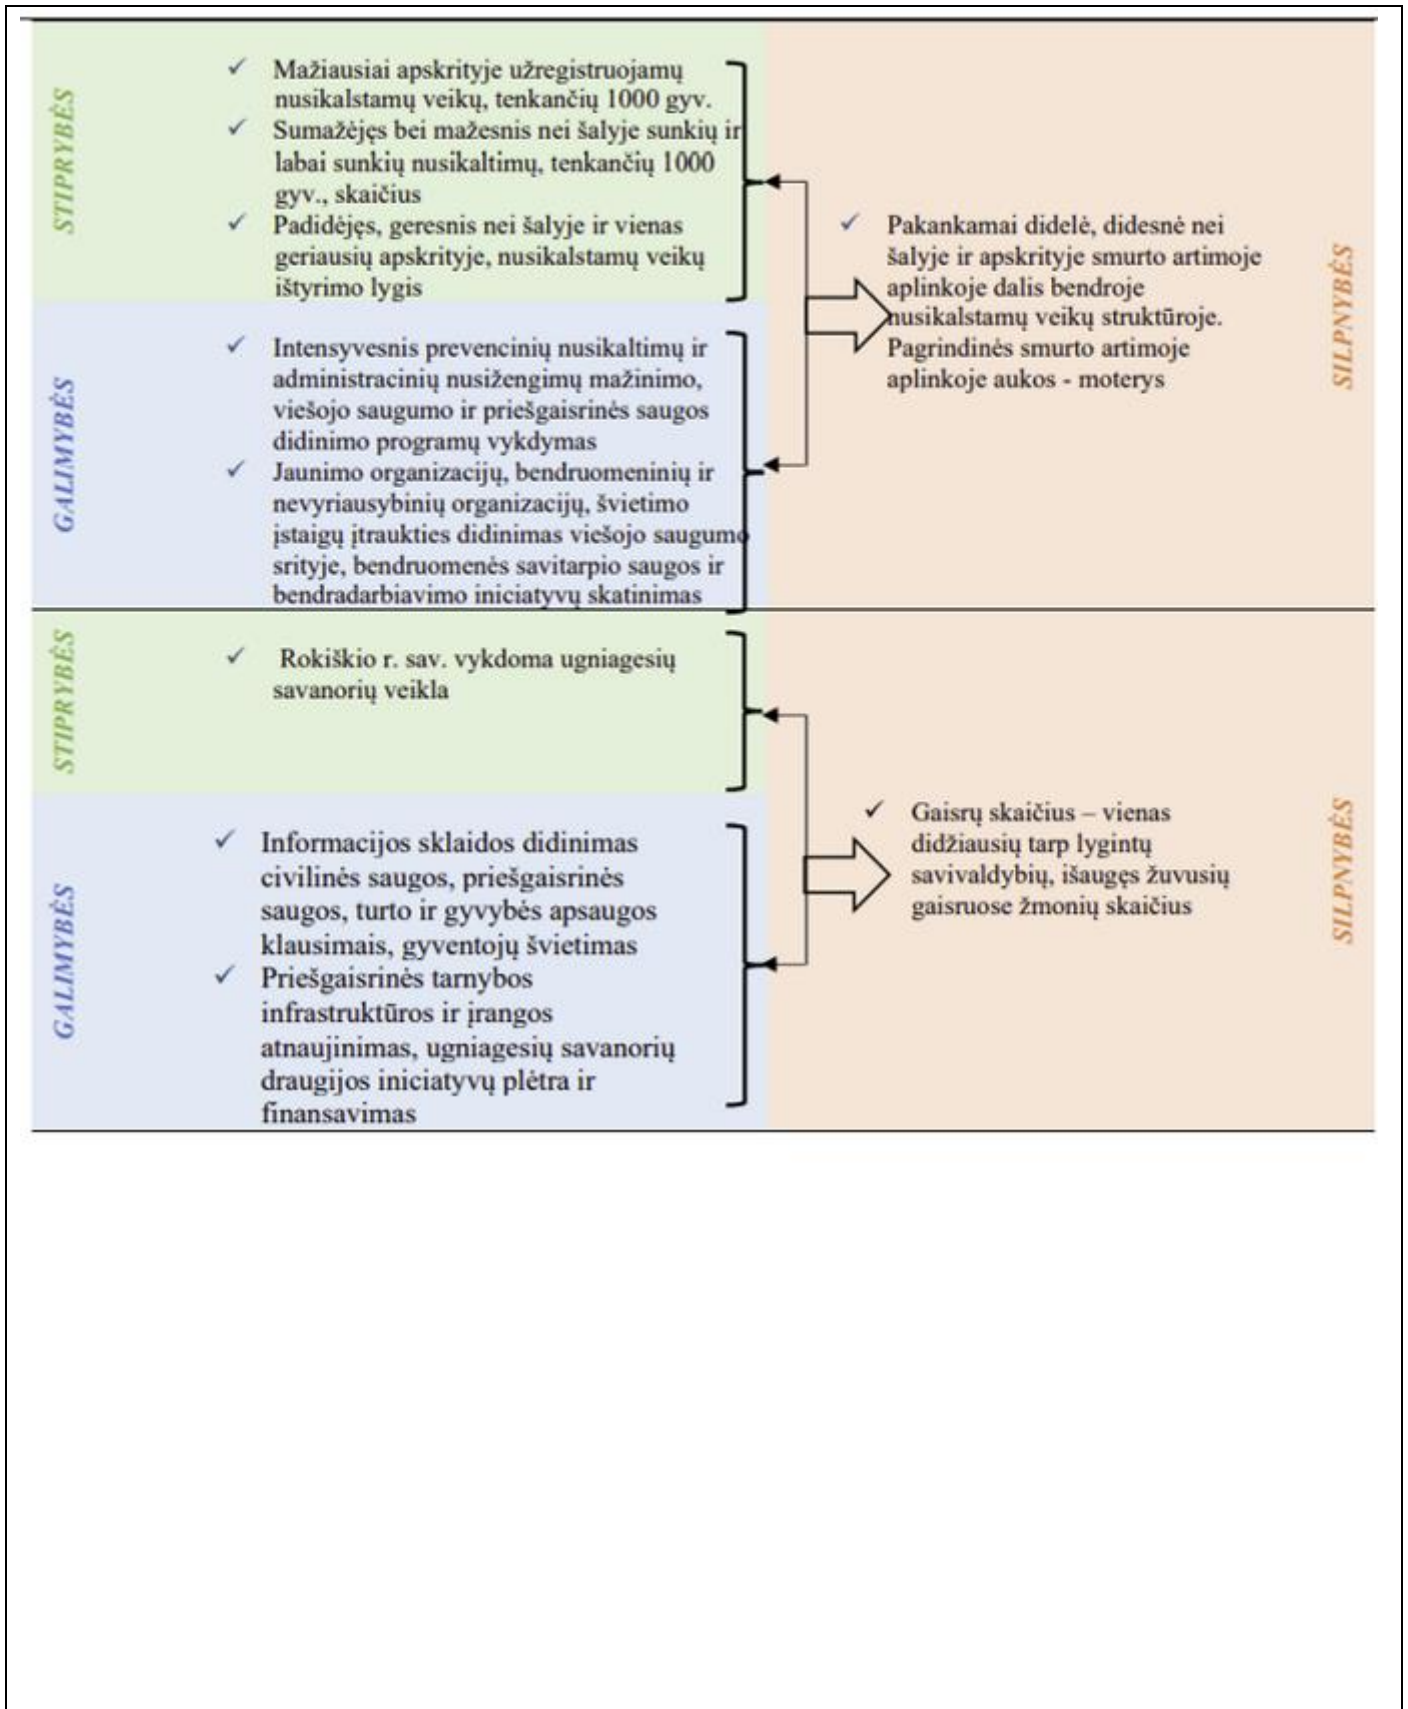 STIPRYBĖS
Mažiausiai apskrityje užregistruojamų
nusikalstamų veikų, tenkančių 1000 gyv.
Sumažėjęs bei mažesnis nei šalyje sunkių ir
labai sunkių nusikaltimų, tenkančių 1000
gyv., skaičius
Padidėjęs, geresnis nei šalyje ir vienas
geriausių apskrityje, nusikalstamų veikų
ištyrimo lygis
GALIMYBĖS
Intensyvesnis prevencinių nusikaltimų ir
administracinių nusižengimų mažinimo,
viešojo saugumo ir priešgaisrinės saugos
didinimo programų vykdymas
Jaunimo organizacijų, bendruomeninių ir
nevyriausybinių organizacijų, švietimo
įstaigų įtraukties didinimas viešojo saugumo
srityje, bendruomenės savitarpio saugos ir
bendradarbiavimo iniciatyvų skatinimas
Pakankamai didelė, didesnė nei
šalyje ir apskrityje smurto artimoje
aplinkoje dalis bendroje
nusikalstamų veikų struktūroje.
Pagrindinės smurto artimoje
aplinkoje aukos - moterys
SILPNYBĖS
STIPRYBĖS
Rokiškio r. sav. vykdoma ugniagesių
savanorių veikla
GALIMYBĖS
Informacijos sklaidos didinimas
civilinės saugos, priešgaisrinės
saugos, turto ir gyvybės apsaugos
klausimais, gyventojų švietimas
Priešgaisrinės tarnybos
infrastruktūros ir įrangos
atnaujinimas, ugniagesių savanorių
draugijos iniciatyvų plėtra ir
finansavimas
Gaisrų skaičius – vienas
didžiausių tarp lygintų
savivaldybių, išaugęs žuvusių
gaisruose žmonių skaičius
SILPNYBĖS